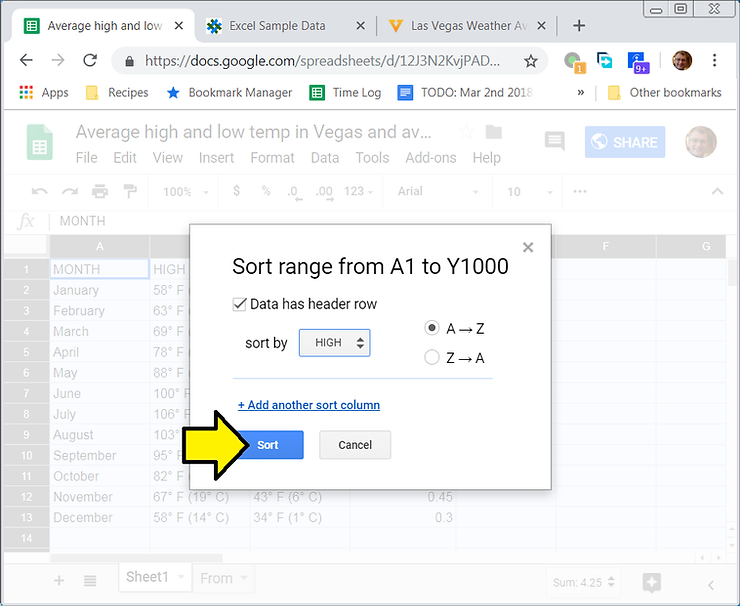 Average high and low
Excel Sample Data
Las Vegas Weather Av
https://docs.google.com/spreadsheets/d/12J3N2KvjPAD...
1
9+
Apps
Recipes
Bookmark Manager
Time Log
TODO: Mar 2nd 2018
»
Other bookmarks
Average high and low temp in Vegas and av...
File Edit View Insert Format Data Tools Add-ons Help
SHARE
100% $ % .0 .00 123 Arial 10
fx MONTH
A F G
1 MONTH HIGH
2 January 58° F
3 February 63° F
4 March 69° F
5 April 78° F
6 May 88° F
7 June 100° F
8 July 106° F
9 August 103°
10 September 95° F
11 October 82° F
12 November 67° F (19° C) 43° F (6° C) 0.45
13 December 58° F (14° C) 34° F (1° C) 0.3
14
Sort range from A1 to Y1000
Data has header row
sort by HIGH
A → Z
Z → A
+ Add another sort column
Sort Cancel
Sheet1 From Sum: 4.25